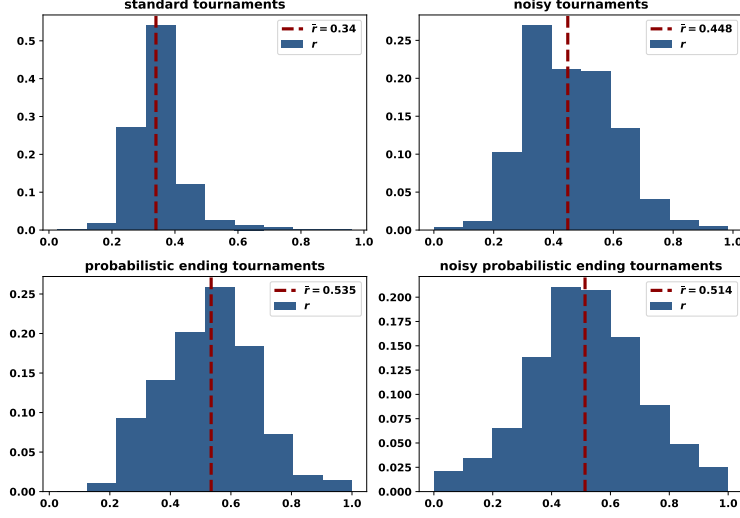 standard tournaments
r̄ = 0.34
r
0.5
0.4
0.3
0.2
0.1
0.0
0.0 0.2 0.4 0.6 0.8 1.0
noisy tournaments
r̄ = 0.448
r
0.25
0.20
0.15
0.10
0.05
0.00
0.0 0.2 0.4 0.6 0.8 1.0
probabilistic ending tournaments
r̄ = 0.535
r
0.25
0.20
0.15
0.10
0.05
0.00
0.0 0.2 0.4 0.6 0.8 1.0
noisy probabilistic ending tournaments
r̄ = 0.514
r
0.200
0.175
0.150
0.125
0.100
0.075
0.050
0.025
0.000
0.0 0.2 0.4 0.6 0.8 1.0